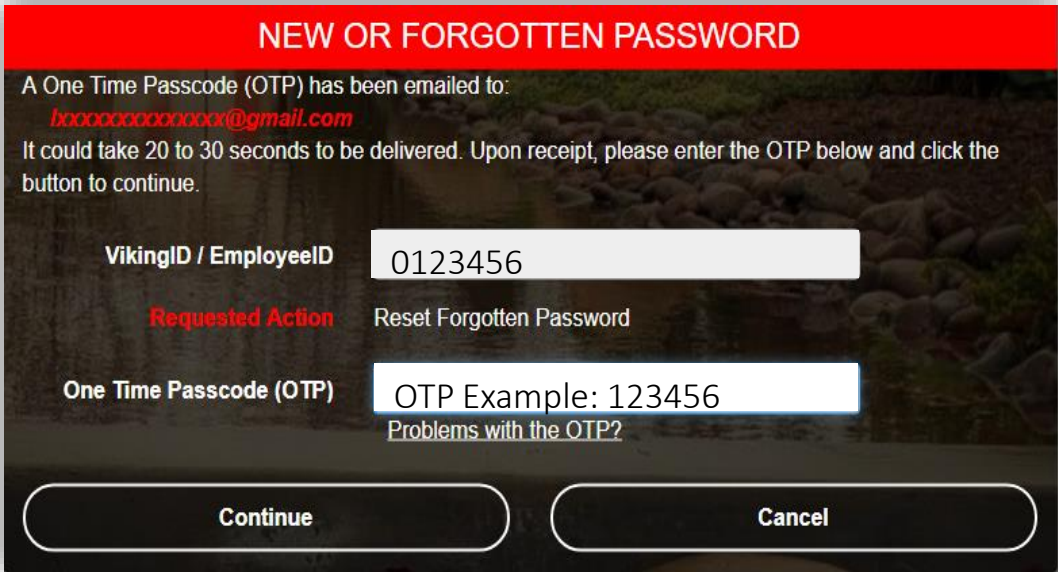 NEW OR FORGOTTEN PASSWORD
A One Time Passcode (OTP) has been emailed to:
lxxxxxxxxxxxxxx@gmail.com
It could take 20 to 30 seconds to be delivered. Upon receipt, please enter the OTP below and click the
button to continue.
VikingID / EmployeeID 0123456
Requested Action Reset Forgotten Password
One Time Passcode (OTP) OTP Example: 123456
Problems with the OTP?
Continue Cancel